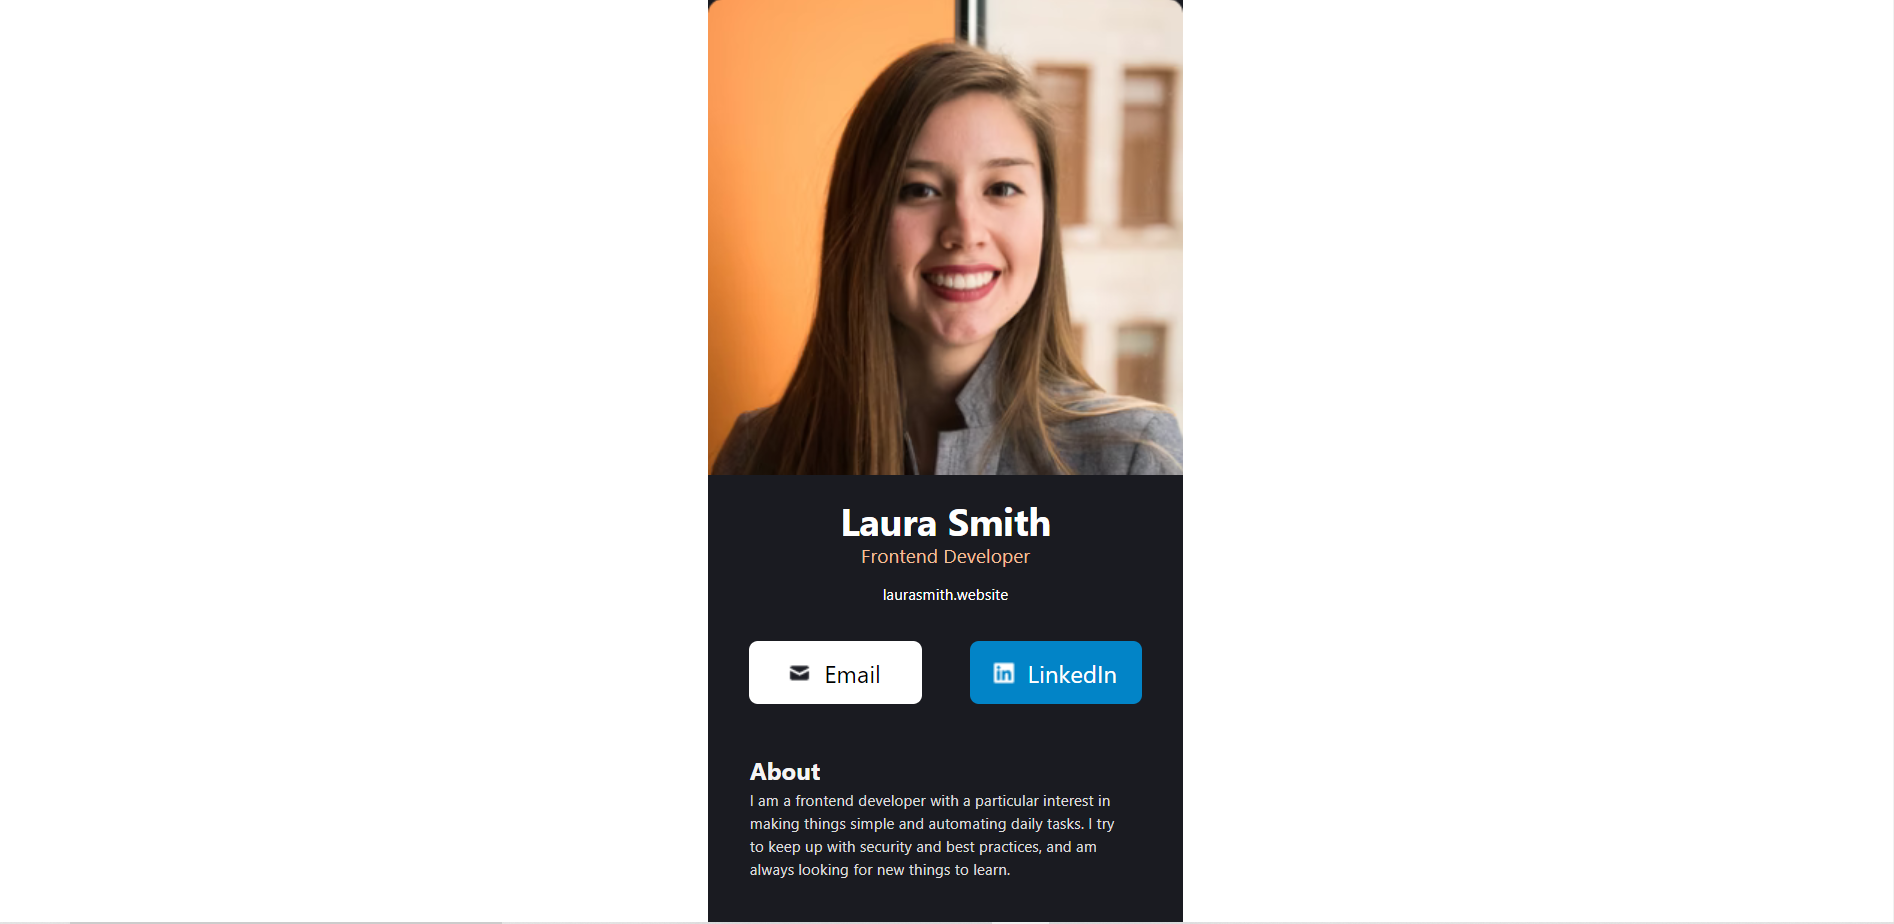 Laura Smith
Frontend Developer
laurasmith.website
Email
in LinkedIn
About
I am a frontend developer with a particular interest in
making things simple and automating daily tasks. I try
to keep up with security and best practices, and am
always looking for new things to learn.